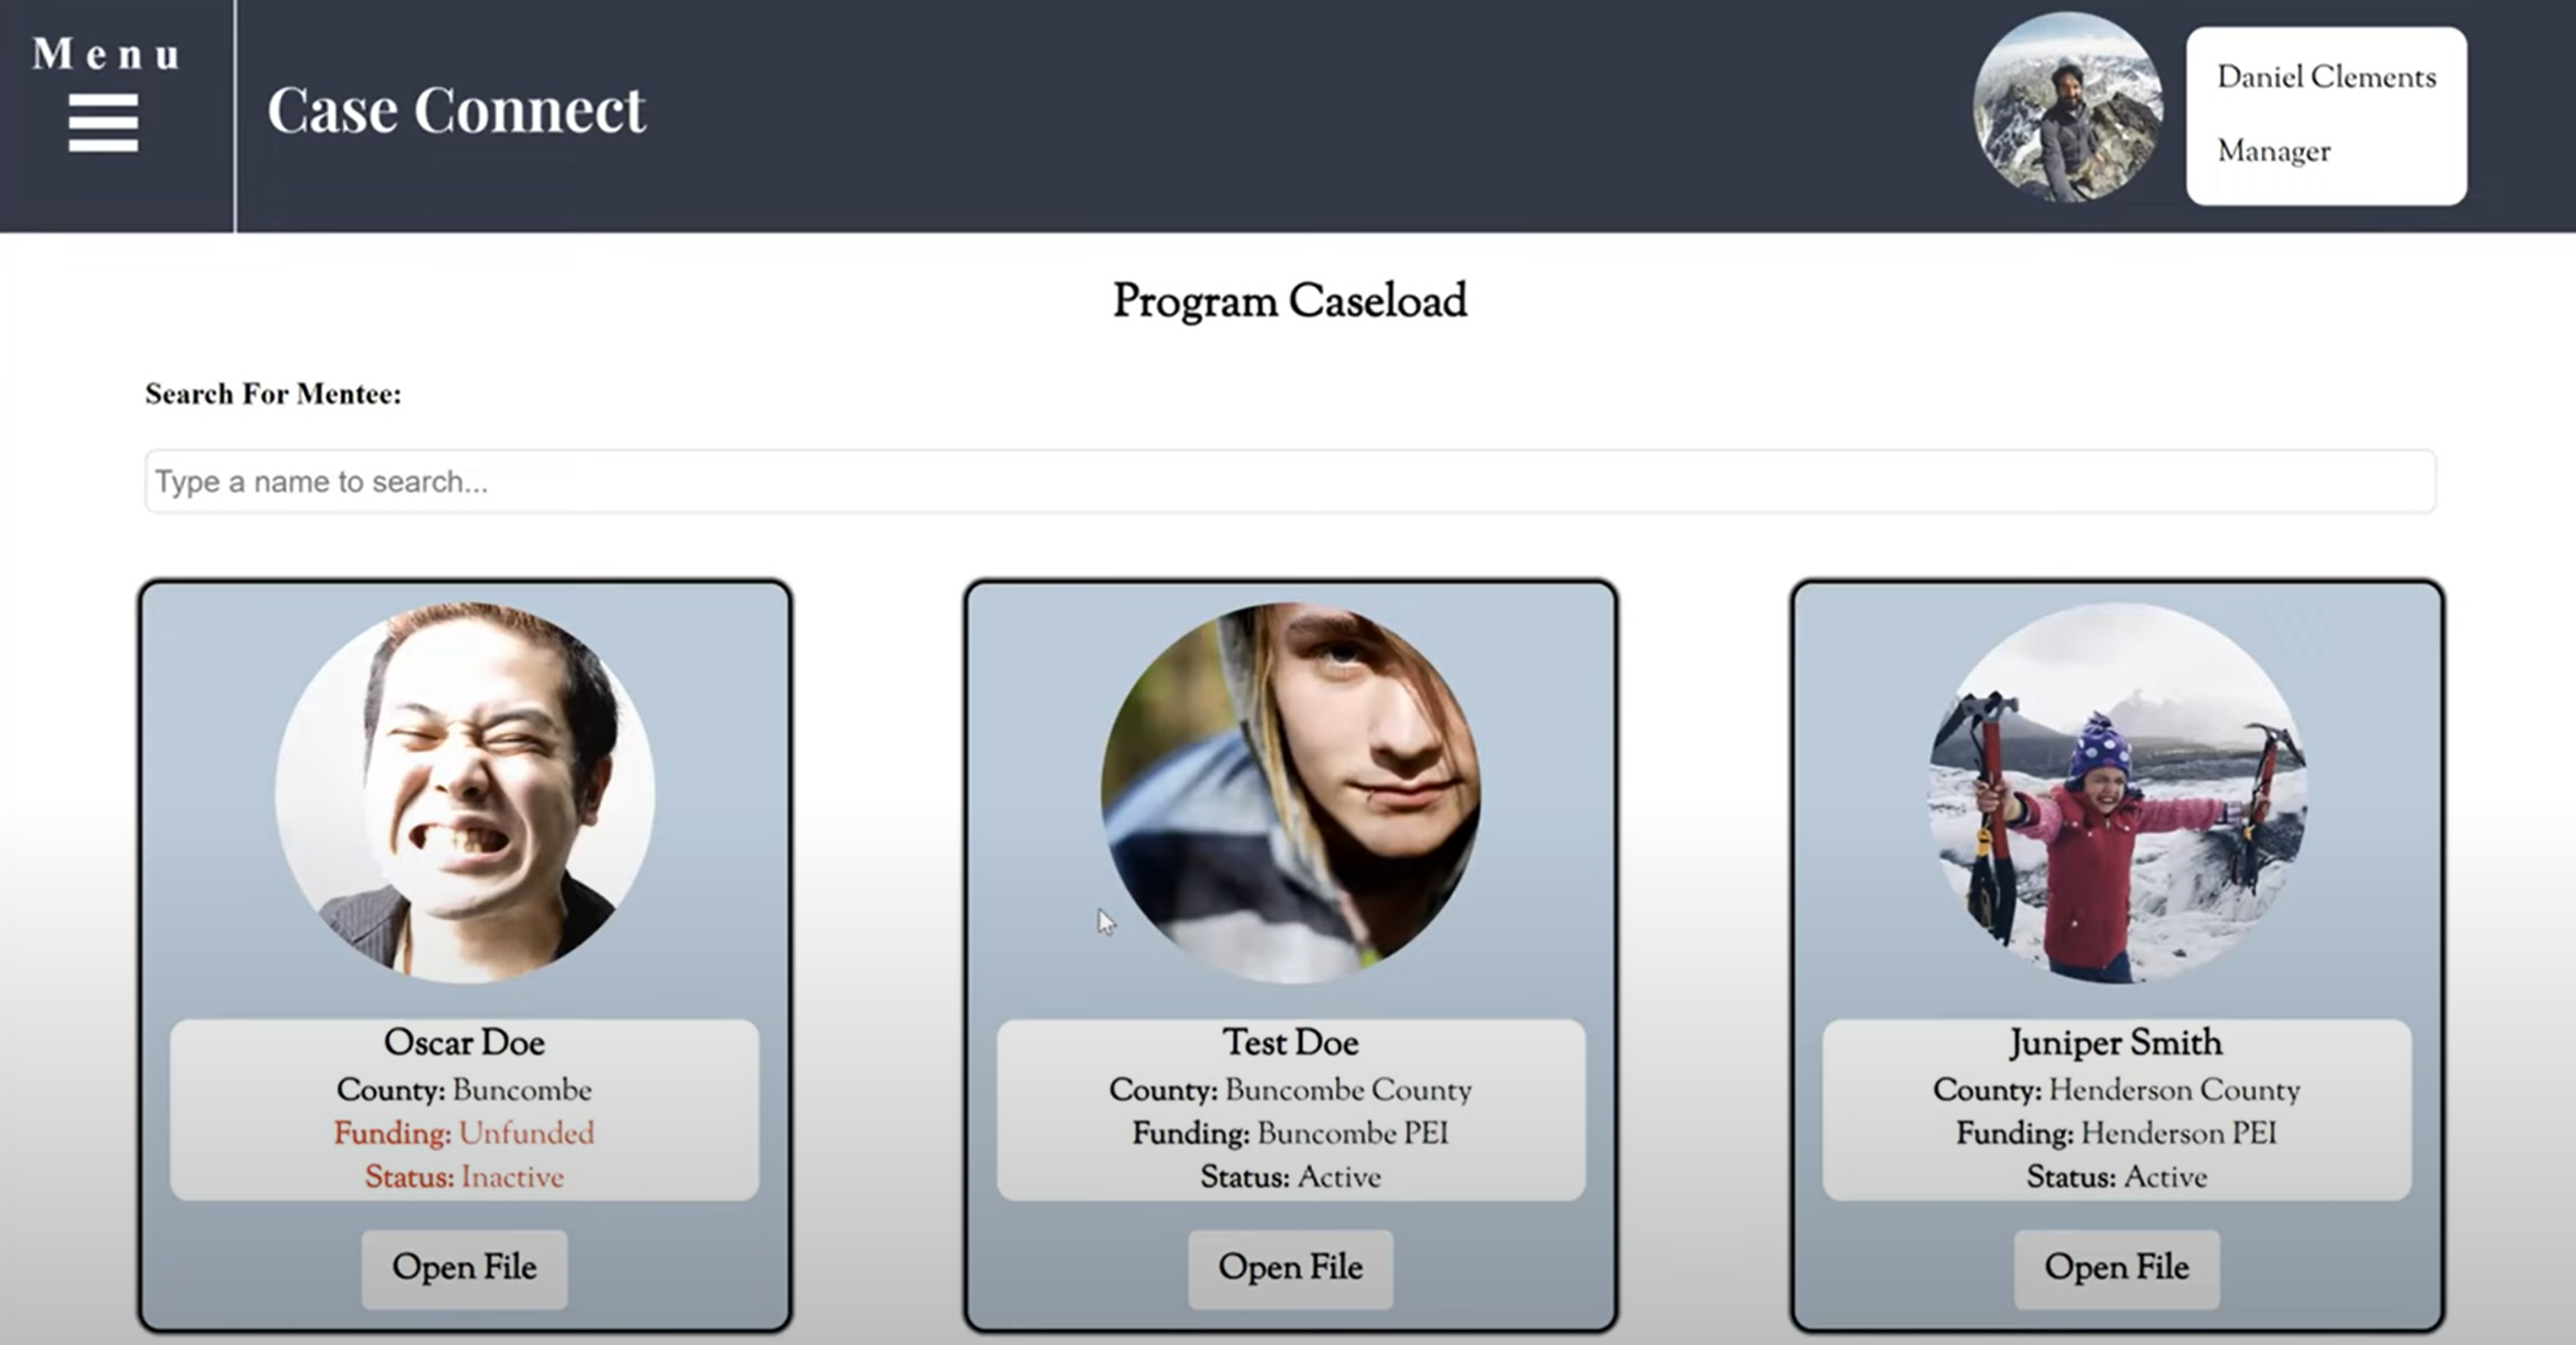 Menu
Case Connect
Daniel Clements
Manager
Program Caseload
Search For Mentee:
Type a name to search...
Oscar Doe
County: Buncombe
Funding: Unfunded
Status: Inactive
Open File
Test Doe
County: Buncombe County
Funding: Buncombe PEI
Status: Active
Open File
Juniper Smith
County: Henderson County
Funding: Henderson PEI
Status: Active
Open File